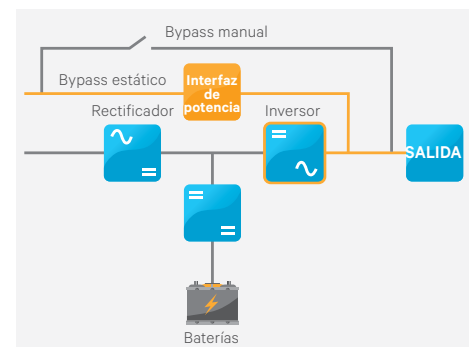 Bypass manual
Bypass estático
Interfaz
de
potencia
Rectificador
Inversor
SALIDA
Baterías